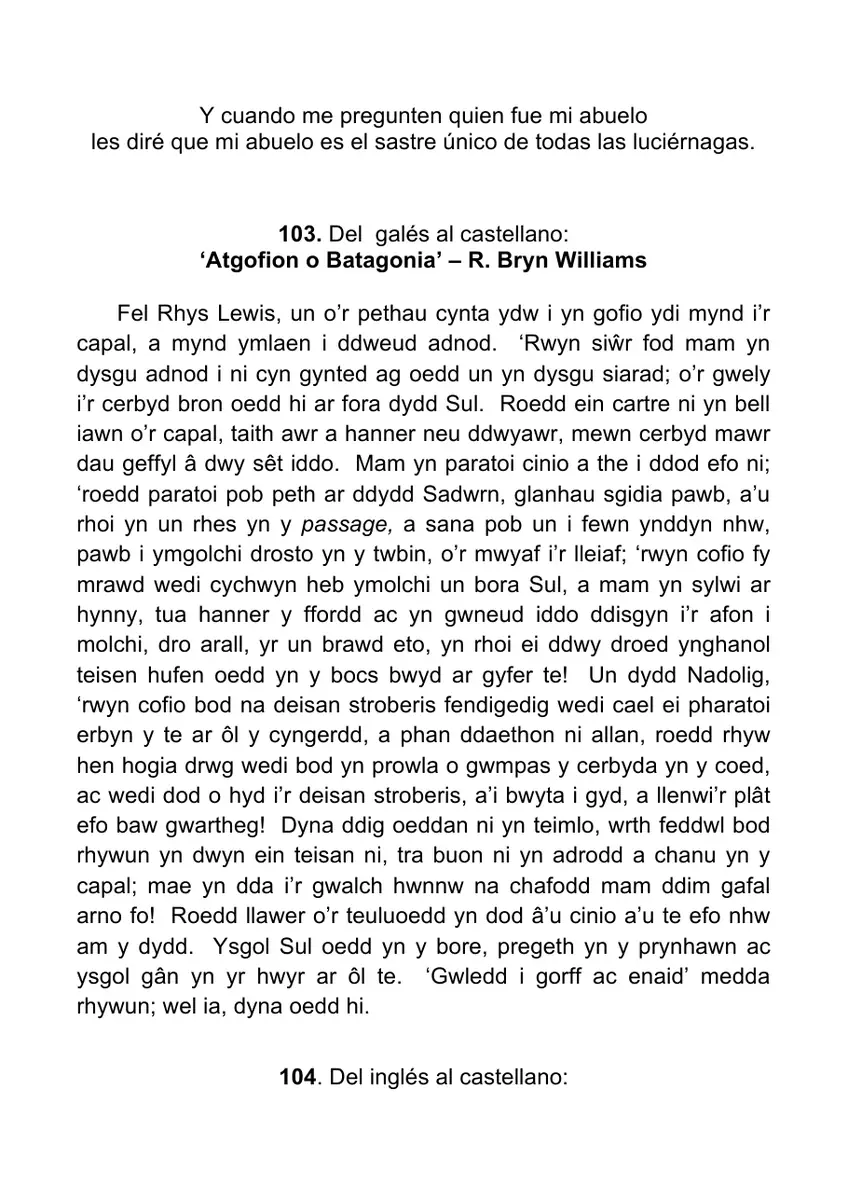 Y cuando me pregunten quien fue mi abuelo
les diré que mi abuelo es el sastre único de todas las luciérnagas.
103. Del  galés al castellano:
‘Atgofion o Batagonia’ – R. Bryn Williams
Fel Rhys Lewis, un o’r pethau cynta ydw i yn gofio ydi mynd i’r
capal, a mynd ymlaen i ddweud adnod.  ‘Rwyn siŵr fod mam yn
dysgu adnod i ni cyn gynted ag oedd un yn dysgu siarad; o’r gwely
i’r cerbyd bron oedd hi ar fora dydd Sul.  Roedd ein cartre ni yn bell
iawn o’r capal, taith awr a hanner neu ddwyawr, mewn cerbyd mawr
dau geffyl â dwy sêt iddo.  Mam yn paratoi cinio a the i ddod efo ni;
‘roedd paratoi pob peth ar ddydd Sadwrn, glanhau sgidia pawb, a’u
rhoi yn un rhes yn y passage, a sana pob un i fewn ynddyn nhw,
pawb i ymgolchi drosto yn y twbin, o’r mwyaf i’r lleiaf; ‘rwyn cofio fy
mrawd wedi cychwyn heb ymolchi un bora Sul, a mam yn sylwi ar
hynny, tua hanner y ffordd ac yn gwneud iddo ddisgyn i’r afon i
molchi, dro arall, yr un brawd eto, yn rhoi ei ddwy droed ynghanol
teisen hufen oedd yn y bocs bwyd ar gyfer te!  Un dydd Nadolig,
‘rwyn cofio bod na deisan stroberis fendigedig wedi cael ei pharatoi
erbyn y te ar ôl y cyngerdd, a phan ddaethon ni allan, roedd rhyw
hen hogia drwg wedi bod yn prowla o gwmpas y cerbyda yn y coed,
ac wedi dod o hyd i’r deisan stroberis, a’i bwyta i gyd, a llenwi’r plât
efo baw gwartheg!  Dyna ddig oeddan ni yn teimlo, wrth feddwl bod
rhywun yn dwyn ein teisan ni, tra buon ni yn adrodd a chanu yn y
capal; mae yn dda i’r gwalch hwnnw na chafodd mam ddim gafal
arno fo!  Roedd llawer o’r teuluoedd yn dod â’u cinio a’u te efo nhw
am y dydd.  Ysgol Sul oedd yn y bore, pregeth yn y prynhawn ac
ysgol gân yn yr hwyr ar ôl te.  ‘Gwledd i gorff ac enaid’ medda
rhywun; wel ia, dyna oedd hi.
104. Del inglés al castellano: